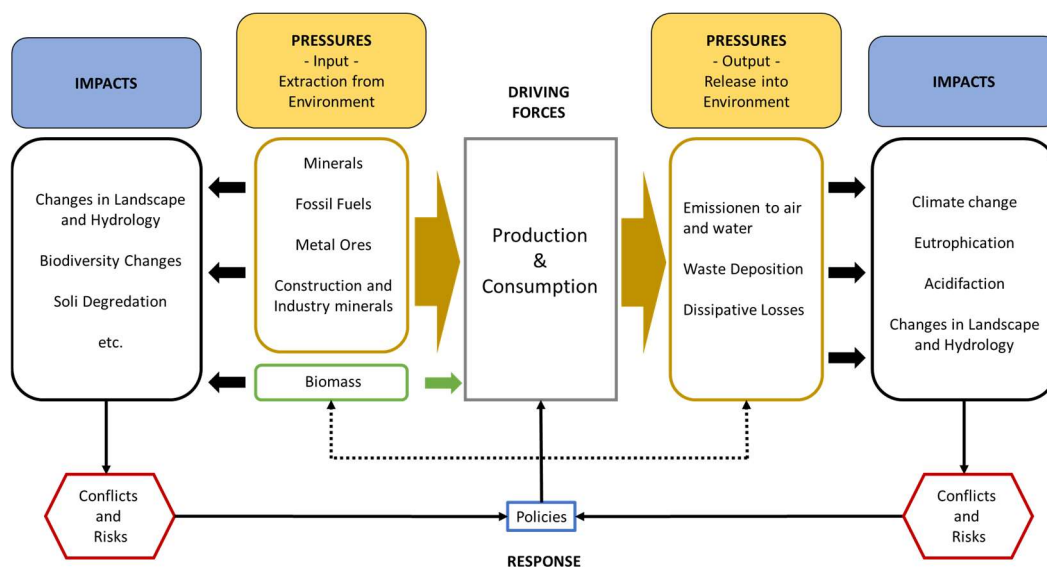 IMPACTS
PRESSURES
- Input -
Extraction from
Environment
DRIVING
FORCES
PRESSURES
- Output -
Release into
Environment
IMPACTS
Changes in Landscape
and Hydrology
Biodiversity Changes
Soli Degredation
etc.
Minerals
Fossil Fuels
Metal Ores
Construction and
Industry minerals
Biomass
Production
&
Consumption
Emissionen to air
and water
Waste Deposition
Dissipative Losses
Climate change
Eutrophication
Acidifaction
Changes in Landscape
and Hydrology
Conflicts
and
Risks
Policies
RESPONSE
Conflicts
and
Risks